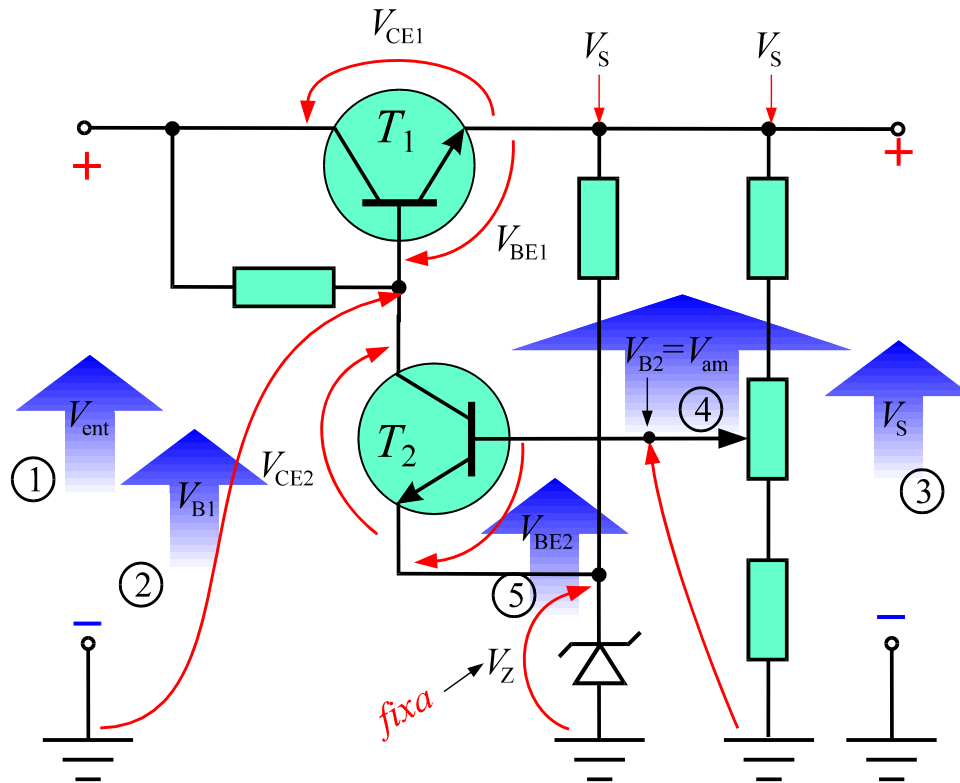 VCE1
VS
VS
T1
+
+
VBE1
VB2=Vam
Vent
4
VS
T2
1
VCE2
VB1
3
VBE2
2
5
–
–
VZ
fixa